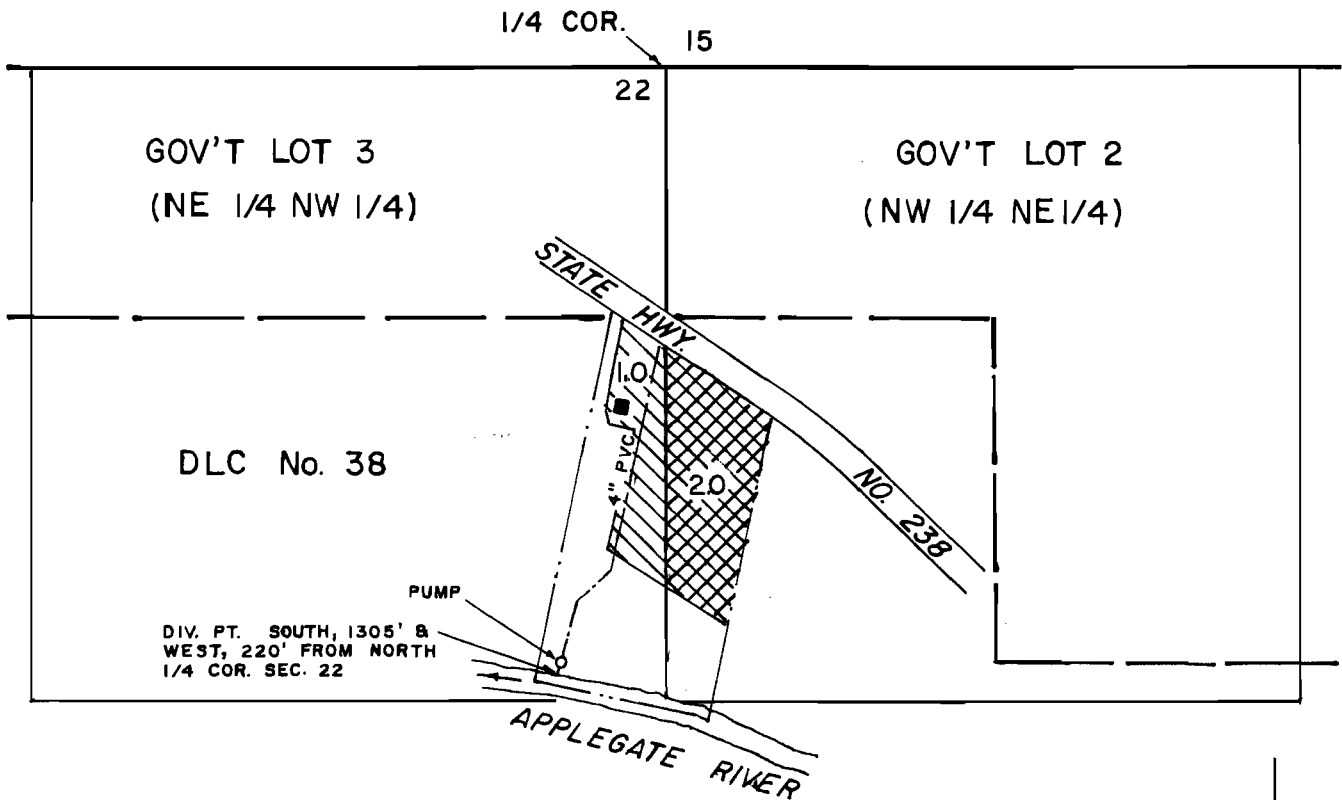 1/4 COR.
15
22
GOV'T LOT 3
(NE 1/4 NW 1/4)
GOV'T LOT 2
(NW 1/4 NE 1/4)
STATE HWY.
NO. 238
1.0
2.0
4" PVC
DLC No. 38
PUMP
DIV. PT. SOUTH, 1305' &
WEST, 220' FROM NORTH
1/4 COR. SEC. 22
APPLEGATE RIVER